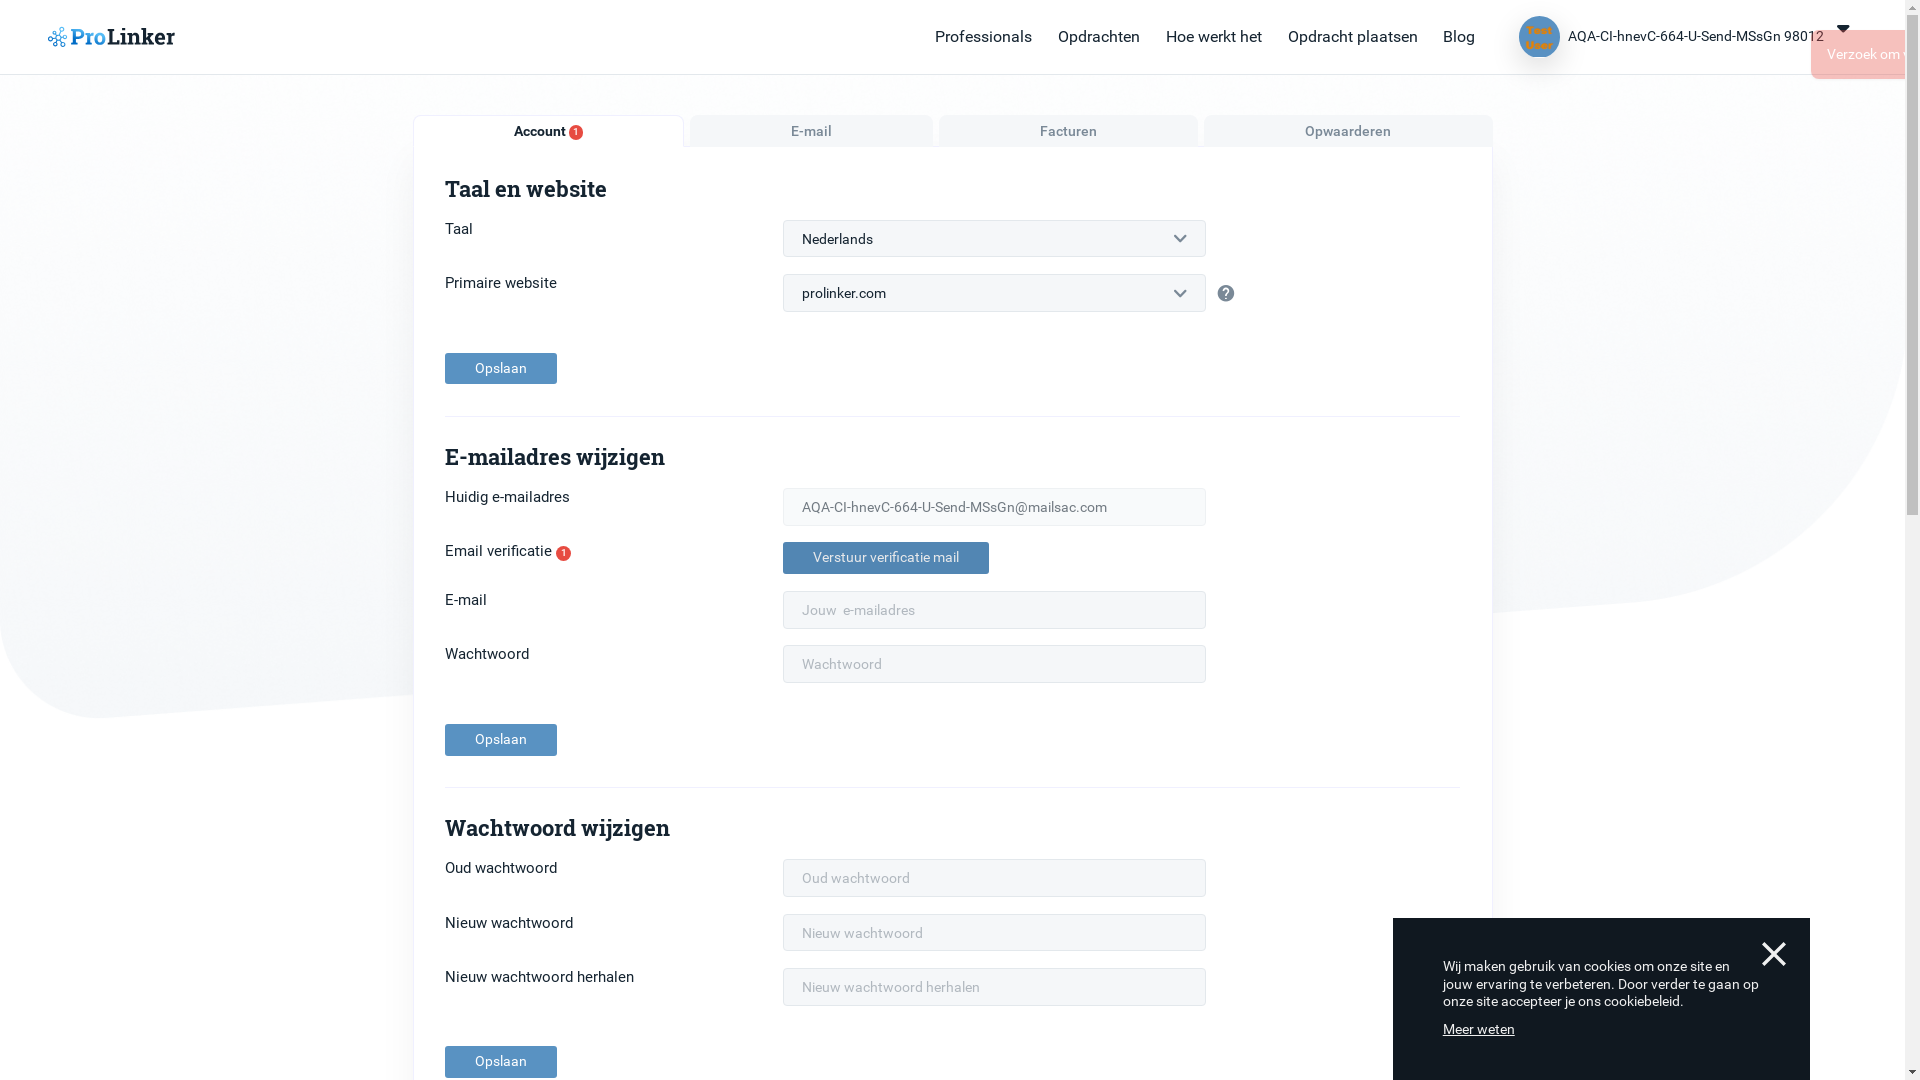 ProLinker
Professionals Opdrachten Hoe werkt het Opdracht plaatsen Blog
Test User
AQA-CI-hnevC-664-U-Send-MSsGn 98012
Verzoek om
Account 1
E-mail
Facturen
Opwaarderen
Taal en website
Taal
Nederlands
Primaire website
prolinker.com
?
Opslaan
E-mailadres wijzigen
Huidig e-mailadres
AQA-CI-hnevC-664-U-Send-MSsGn@mailsac.com
Email verificatie 1
Verstuur verificatie mail
E-mail
Jouw  e-mailadres
Wachtwoord
Wachtwoord
Opslaan
Wachtwoord wijzigen
Oud wachtwoord
Oud wachtwoord
Nieuw wachtwoord
Nieuw wachtwoord
Nieuw wachtwoord herhalen
Nieuw wachtwoord herhalen
Opslaan
Wij maken gebruik van cookies om onze site en
jouw ervaring te verbeteren. Door verder te gaan op
onze site accepteer je ons cookiebeleid.
Meer weten